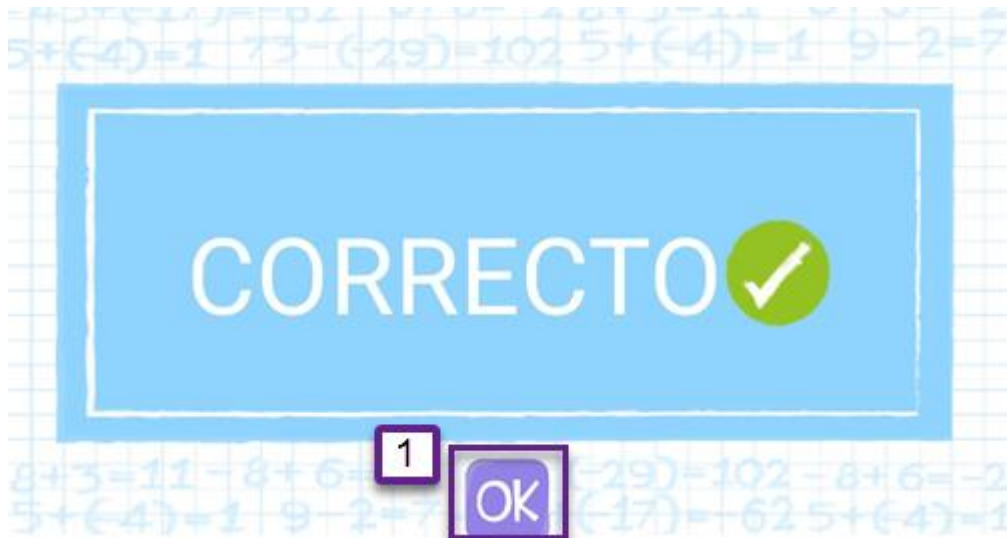 5+(-4)=1 73-(-29)=102 5+(-4)=1 9-2=7
CORRECTO
1
8+3=11 -8+6= -29)=102 -8+6=-2
OK
5+(-4)=1 9-2=7 (-17)=-62 5+(-4)=1